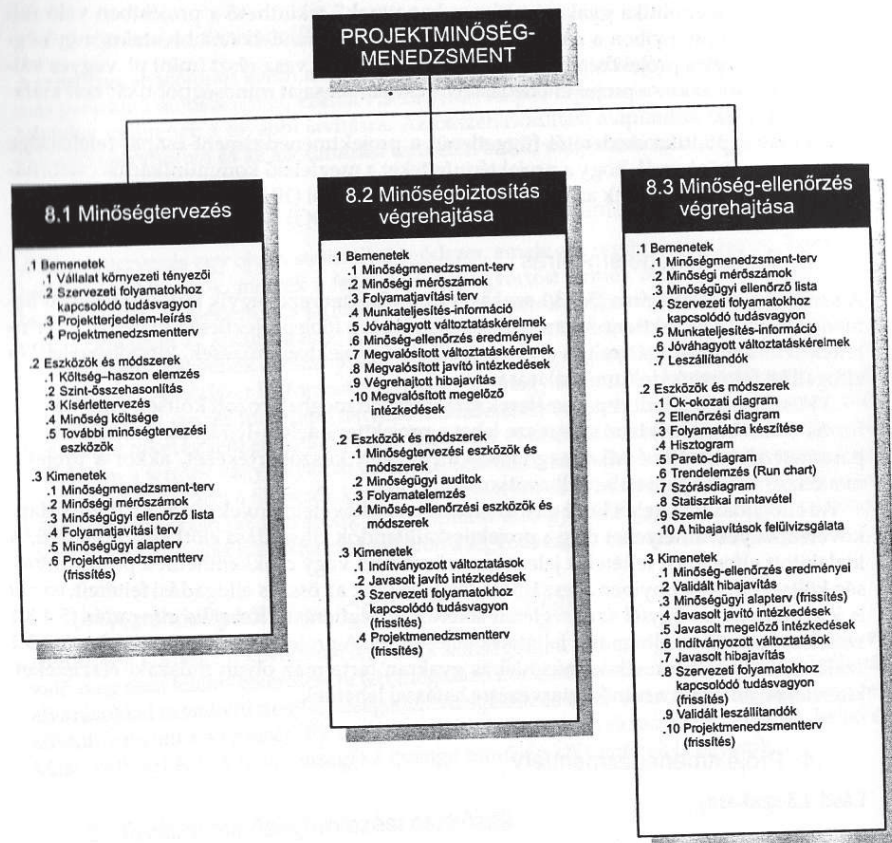 PROJEKTMINŐSÉG-
MENEDZSMENT
8.1 Minőségtervezés
.1 Bemenetek
.1 Vállalat környezeti tényezői
.2 Szervezeti folyamatokhoz
kapcsolódó tudásvagyon
.3 Projektterjedelem-leírás
.4 Projektmenedzsmentterv
.2 Eszközök és módszerek
.1 Költség–haszon elemzés
.2 Szint-összehasonlítás
.3 Kísérlettervezés
.4 Minőség költsége
.5 További minőségtervezési
eszközök
.3 Kimenetek
.1 Minőségmenedzsment-terv
.2 Minőségi mérőszámok
.3 Minőségügyi ellenőrző lista
.4 Folyamatjavítási terv
.5 Minőségügyi alapterv
.6 Projektmenedzsmentterv
(frissítés)
8.2 Minőségbiztosítás
végrehajtása
.1 Bemenetek
.1 Minőségmenedzsment-terv
.2 Minőségi mérőszámok
.3 Folyamatjavítási terv
.4 Munkateljesítés-információ
.5 Jóváhagyott változtatáskérelmek
.6 Minőség-ellenőrzés eredményei
.7 Megvalósított változtatáskérelmek
.8 Megvalósított javító intézkedések
.9 Végrehajtott hibajavítás
.10 Megvalósított megelőző
intézkedések
.2 Eszközök és módszerek
.1 Minőségtervezési eszközök és
módszerek
.2 Minőségügyi auditok
.3 Folyamatelemzés
.4 Minőség-ellenőrzési eszközök és
módszerek
.3 Kimenetek
.1 Indítványozott változtatások
.2 Javasolt javító intézkedések
.3 Szervezeti folyamatokhoz
kapcsolódó tudásvagyon
(frissítés)
.4 Projektmenedzsmentterv
(frissítés)
8.3 Minőség-ellenőrzés
végrehajtása
.1 Bemenetek
.1 Minőségmenedzsment-terv
.2 Minőségi mérőszámok
.3 Minőségügyi ellenőrző lista
.4 Szervezeti folyamatokhoz
kapcsolódó tudásvagyon
.5 Munkateljesítés-információ
.6 Jóváhagyott változtatáskérelmek
.7 Leszállítandók
.2 Eszközök és módszerek
.1 Ok-okozati diagram
.2 Ellenőrzési diagram
.3 Folyamatábra készítése
.4 Hisztogram
.5 Pareto-diagram
.6 Trendelemzés (Run chart)
.7 Szórásdiagram
.8 Statisztikai mintavétel
.9 Szemle
.10 A hibajavítások felülvizsgálata
.3 Kimenetek
.1 Minőség-ellenőrzés eredményei
.2 Validált hibajavítás
.3 Minőségügyi alapterv (frissítés)
.4 Javasolt javító intézkedések
.5 Javasolt megelőző intézkedések
.6 Indítványozott változtatások
.7 Javasolt hibajavítás
.8 Szervezeti folyamatokhoz
kapcsolódó tudásvagyon
(frissítés)
.9 Validált leszállítandók
.10 Projektmenedzsmentterv
(frissítés)